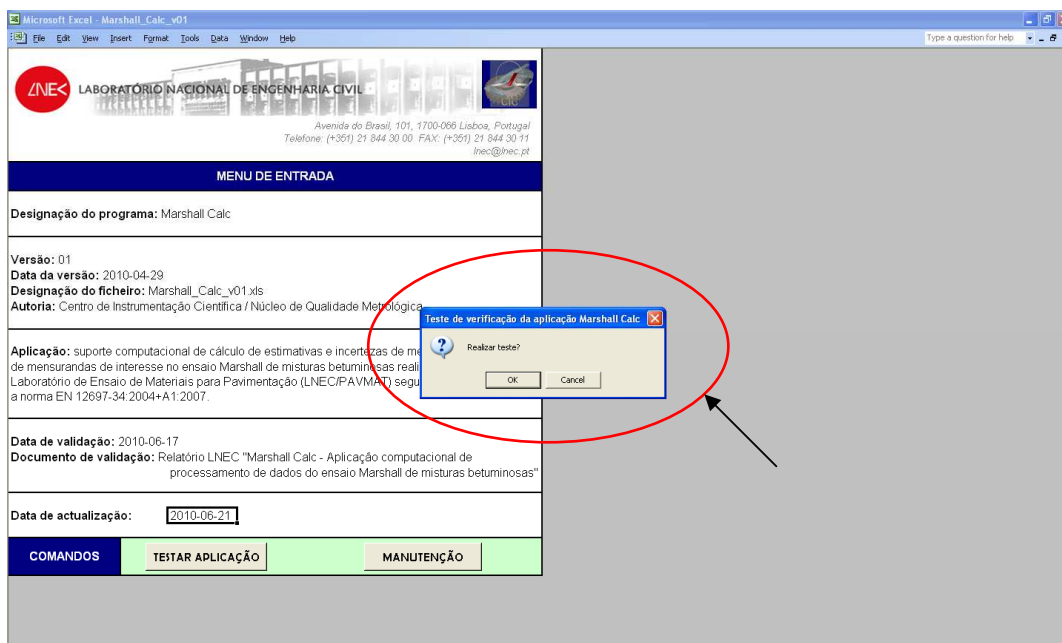 Microsoft Excel - Marshall_Calc_v01
File Edit View Insert Format Tools Data Window Help
Type a question for help
LNEC LABORATÓRIO NACIONAL DE ENGENHARIA CIVIL
CIC
Avenida do Brasil, 101, 1700-066 Lisboa, Portugal
Telefone: (+351) 21 844 30 00 FAX: (+351) 21 844 30 11
lnec@lnec.pt
MENU DE ENTRADA
Designação do programa: Marshall Calc
Versão: 01
Data da versão: 2010-04-29
Designação do ficheiro: Marshall_Calc_v01.xls
Autoria: Centro de Instrumentação Científica / Núcleo de Qualidade Metrológica
Teste de verificação da aplicação Marshall Calc
Realizar teste?
OK Cancel
Aplicação: suporte computacional de cálculo de estimativas e incertezas de me
de mensurandas de interesse no ensaio Marshall de misturas betuminosas reali
Laboratório de Ensaio de Materiais para Pavimentação (LNEC/PAVMAT) segu
a norma EN 12697-34:2004+A1:2007.
Data de validação: 2010-06-17
Documento de validação: Relatório LNEC "Marshall Calc - Aplicação computacional de
processamento de dados do ensaio Marshall de misturas betuminosas"
Data de actualização: 2010-06-21
COMANDOS TESTAR APLICAÇÃO MANUTENÇÃO